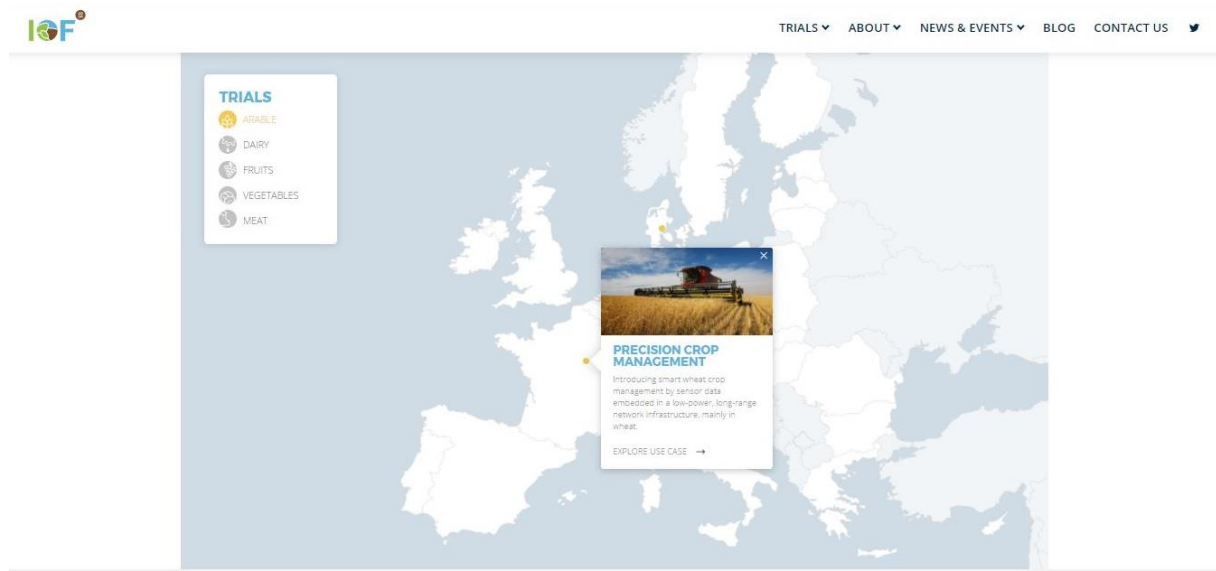 IOF
TRIALS
ABOUT
NEWS & EVENTS
BLOG
CONTACT US
TRIALS
ARABLE
DAIRY
FRUITS
VEGETABLES
MEAT
PRECISION CROP
MANAGEMENT
Introducing smart wheat crop
management by sensor data
embedded in a low-power, long-range
network infrastructure, mainly in
wheat.
EXPLORE USE CASE →